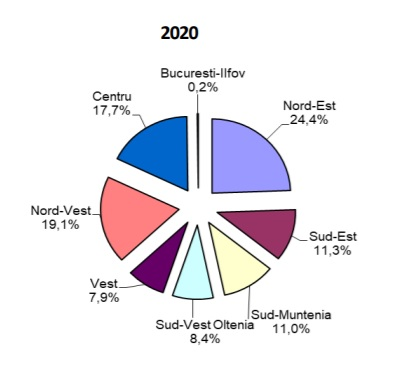 2020
Bucuresti-Ilfov
0,2%
Nord-Est
24,4%
Sud-Est
11,3%
Sud-Muntenia
11,0%
Sud-Vest Oltenia
8,4%
Vest
7,9%
Nord-Vest
19,1%
Centru
17,7%